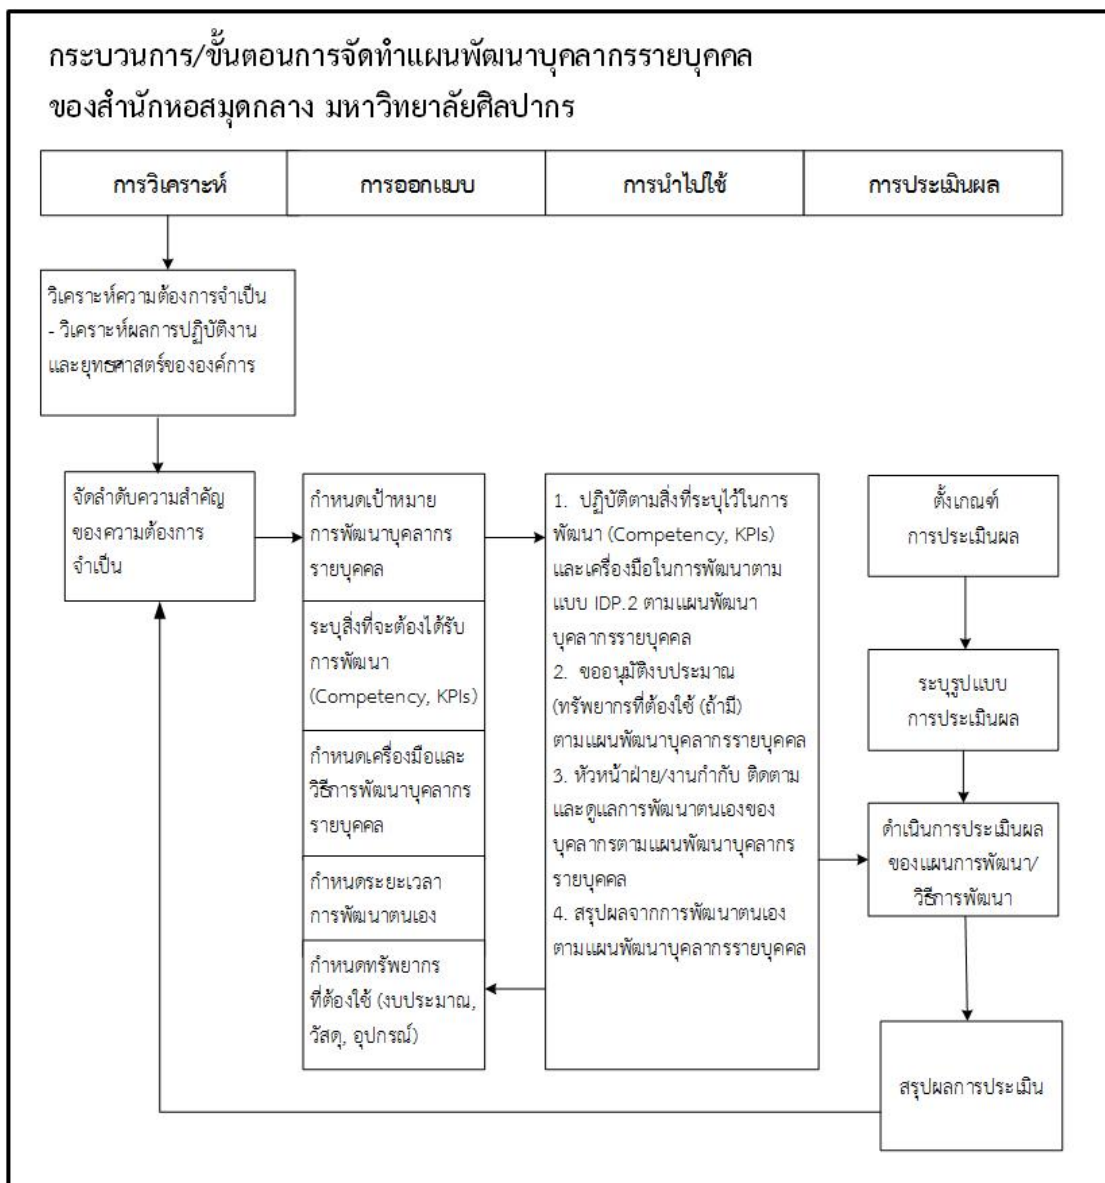 กระบวนการ/ขั้นตอนการจัดทำแผนพัฒนาบุคลากรรายบุคคล
ของสำนักหอสมุดกลาง มหาวิทยาลัยศิลปากร
การวิเคราะห์
การออกแบบ
การนำไปใช้
การประเมินผล
วิเคราะห์ความต้องการจำเป็น
- วิเคราะห์ผลการปฏิบัติงาน
และยุทธศาสตร์ขององค์การ
จัดลำดับความสำคัญ
ของความต้องการ
จำเป็น
กำหนดเป้าหมาย
การพัฒนาบุคลากร
รายบุคคล
ระบุสิ่งที่จะต้องได้รับ
การพัฒนา
(Competency, KPIs)
กำหนดเครื่องมือและ
วิธีการพัฒนาบุคลากร
รายบุคคล
กำหนดระยะเวลา
การพัฒนาตนเอง
กำหนดทรัพยากร
ที่ต้องใช้ (งบประมาณ,
วัสดุ, อุปกรณ์)
1. ปฏิบัติตามสิ่งที่ระบุไว้ในการ
พัฒนา (Competency, KPIs)
และเครื่องมือในการพัฒนาตาม
แบบ IDP.2 ตามแผนพัฒนา
บุคลากรรายบุคคล
2. ขออนุมัติงบประมาณ
(ทรัพยากรที่ต้องใช้ (ถ้ามี)
ตามแผนพัฒนาบุคลากรรายบุคคล
3. หัวหน้าฝ่าย/งานกำกับ ติดตาม
และดูแลการพัฒนาตนเองของ
บุคลากรตามแผนพัฒนาบุคลากร
รายบุคคล
4. สรุปผลจากการพัฒนาตนเอง
ตามแผนพัฒนาบุคลากรรายบุคคล
ตั้งเกณฑ์
การประเมินผล
ระบุรูปแบบ
การประเมินผล
ดำเนินการประเมินผล
ของแผนการพัฒนา/
วิธีการพัฒนา
สรุปผลการประเมิน